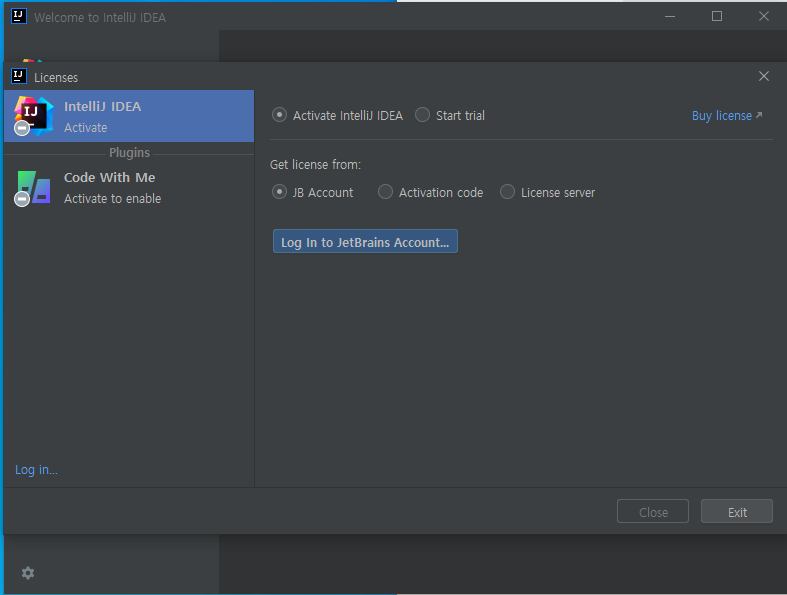 Welcome to IntelliJ IDEA
Licenses
IntelliJ IDEA
Activate
Plugins
Code With Me
Activate to enable
Log in...
Activate IntelliJ IDEA Start trial Buy license
Get license from:
JB Account Activation code License server
Log In to JetBrains Account...
Close Exit